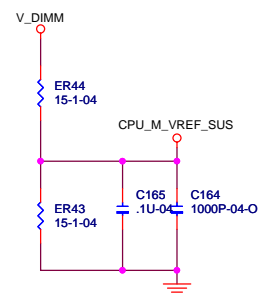 V_DIMM
ER44
15-1-04
CPU_M_VREF_SUS
ER43
15-1-04
C165
.1U-04
C164
1000P-04-O